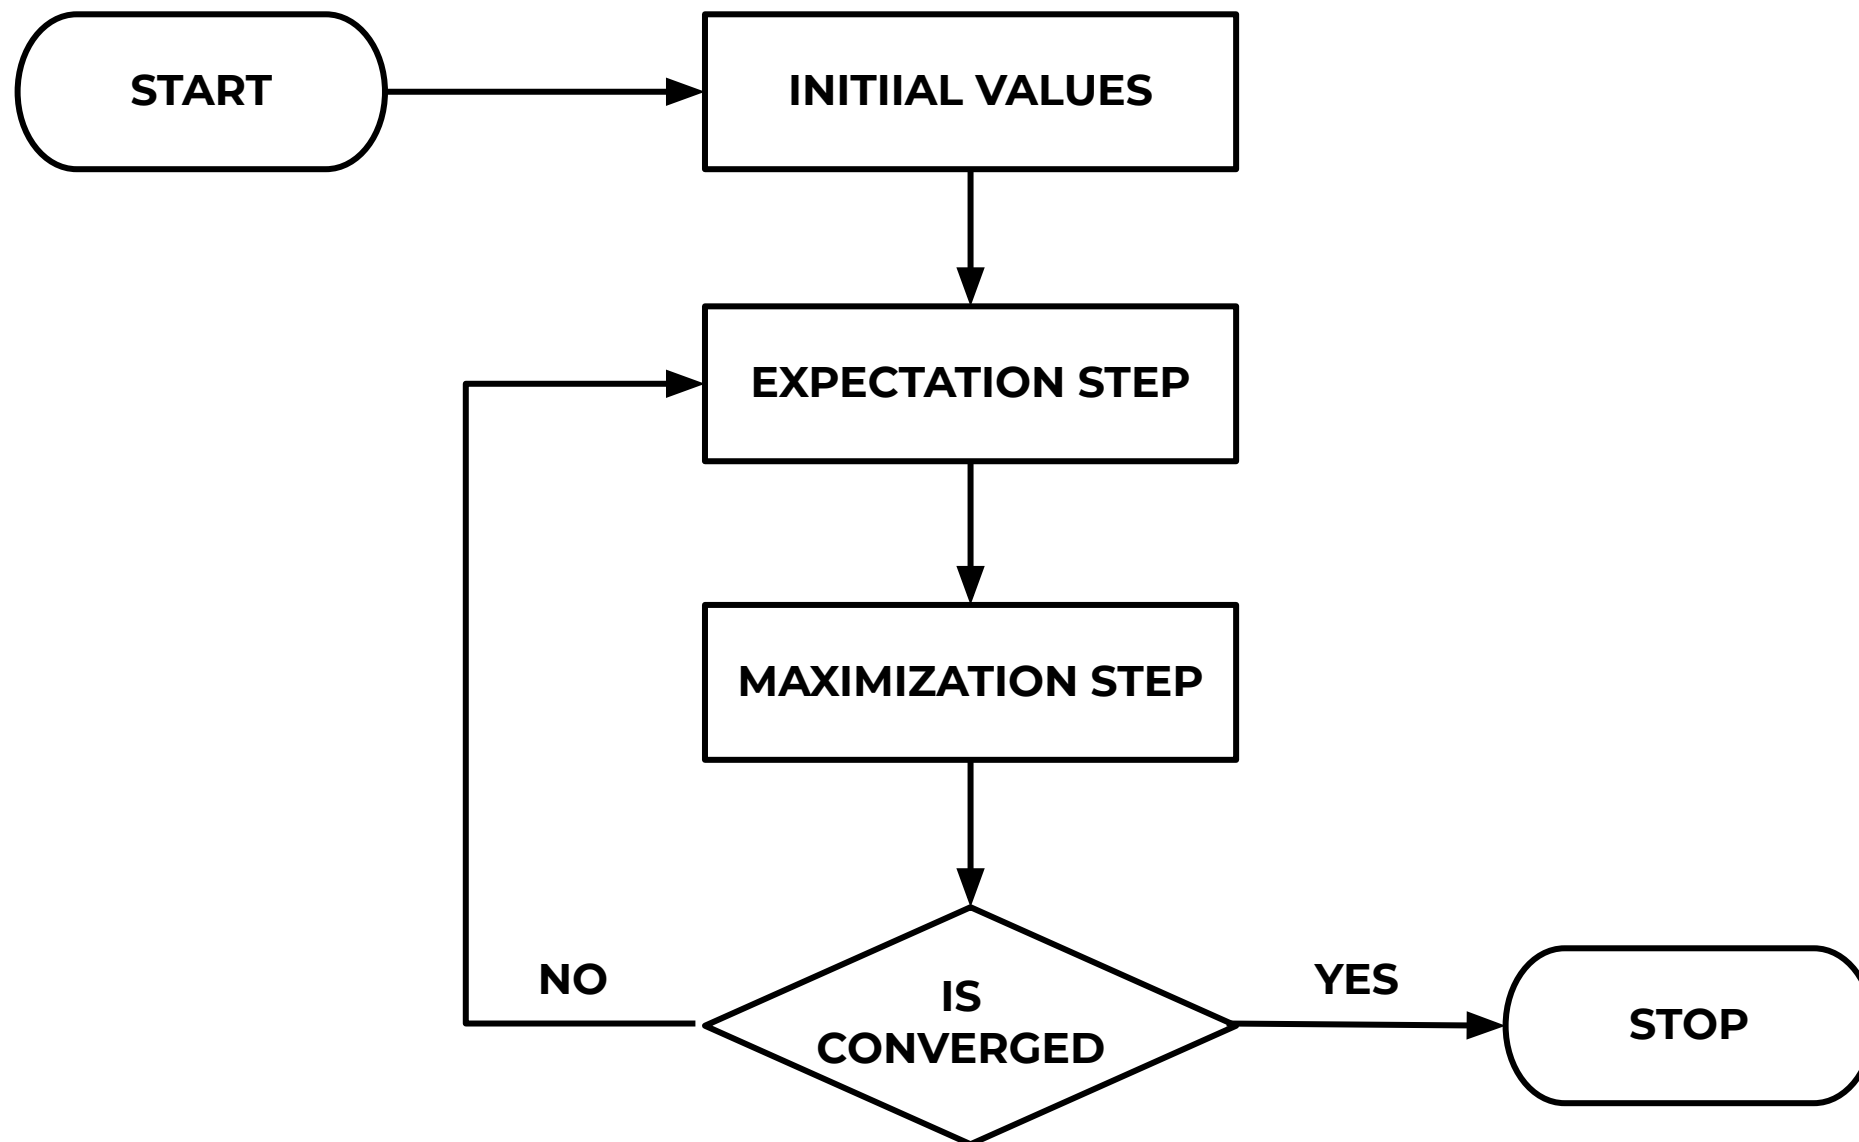 START
INITIIAL VALUES
EXPECTATION STEP
MAXIMIZATION STEP
NO
IS
CONVERGED
YES
STOP